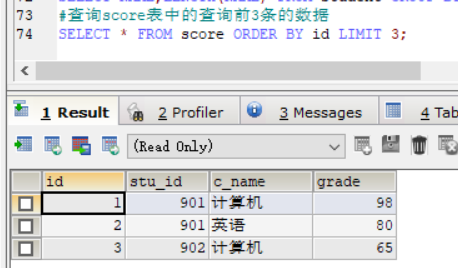 73 #查询score表中的查询前3条的数据
74 SELECT * FROM score ORDER BY id LIMIT 3;
1 Result 2 Profiler 3 Messages 4 Tab
(Read Only)
id stu_id c_name grade
1 901 计算机 98
2 901 英语 80
3 902 计算机 65